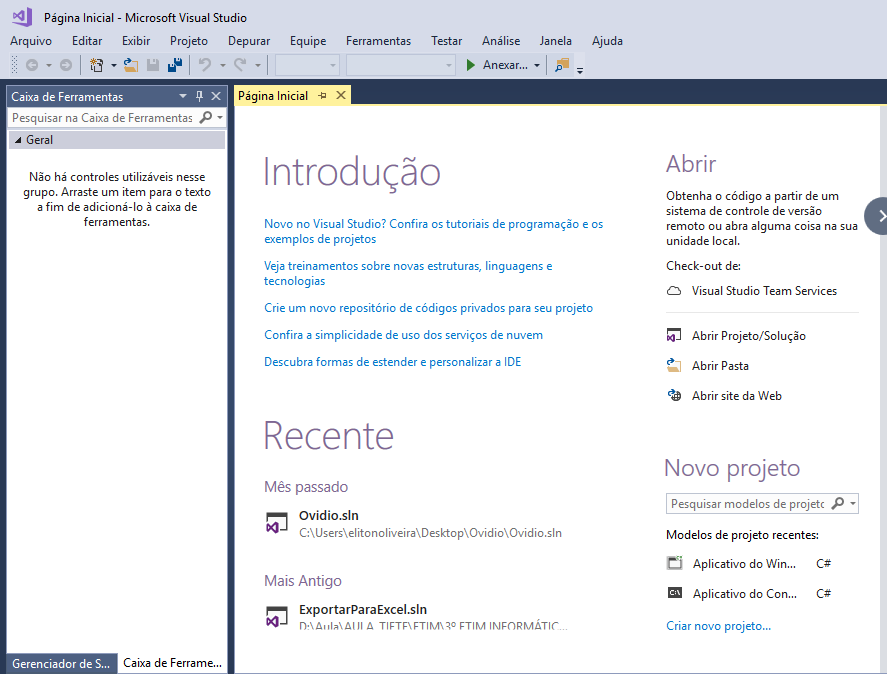 Página Inicial - Microsoft Visual Studio
Arquivo Editar Exibir Projeto Depurar Equipe Ferramentas Testar Análise Janela Ajuda
Anexar...
Caixa de Ferramentas
Pesquisar na Caixa de Ferramentas
Geral
Não há controles utilizáveis nesse
grupo. Arraste um item para o texto
a fim de adicioná-lo à caixa de
ferramentas.
Gerenciador de S...
Caixa de Ferrame...
Página Inicial
Introdução
Novo no Visual Studio? Confira os tutoriais de programação e os
exemplos de projetos
Veja treinamentos sobre novas estruturas, linguagens e
tecnologias
Crie um novo repositório de códigos privados para seu projeto
Confira a simplicidade de uso dos serviços de nuvem
Descubra formas de estender e personalizar a IDE
Recente
Mês passado
Ovidio.sln
C:\Users\elitonoliveira\Desktop\Ovidio\Ovidio.sln
Mais Antigo
ExportarParaExcel.sln
D:\Aula\AULA_TIETE\ETIM\3º ETIM INFORMÁTIC...
Abrir
Obtenha o código a partir de um
sistema de controle de versão
remoto ou abra alguma coisa na sua
unidade local.
Check-out de:
Visual Studio Team Services
Abrir Projeto/Solução
Abrir Pasta
Abrir site da Web
Novo projeto
Pesquisar modelos de projeto
Modelos de projeto recentes:
Aplicativo do Win... C#
Aplicativo do Con... C#
Criar novo projeto...